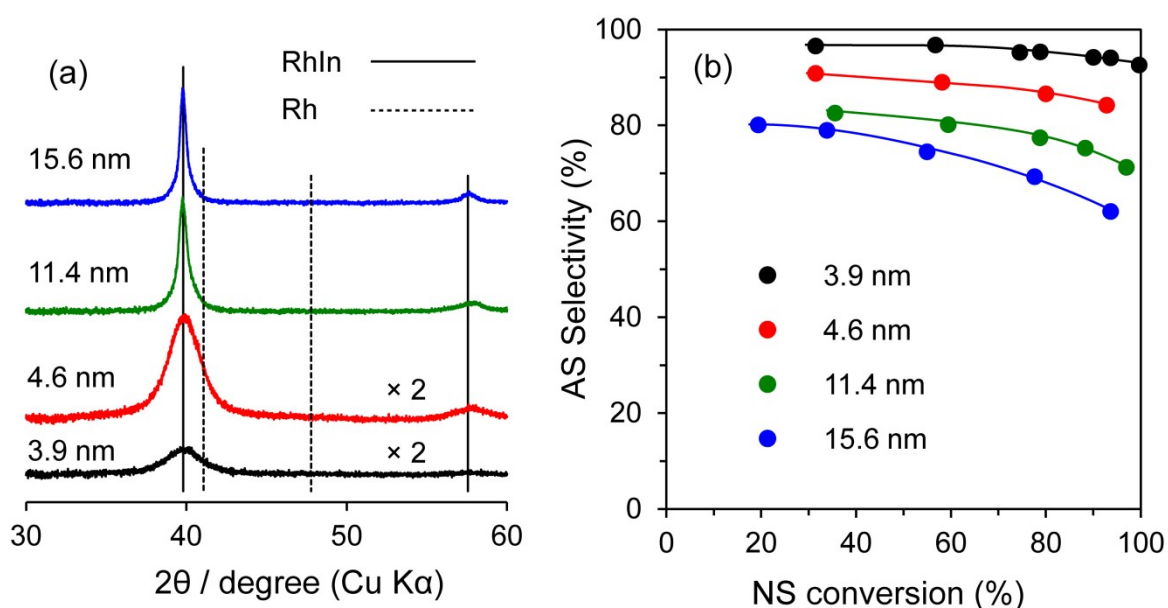 (a)
RhIn
Rh
15.6 nm
11.4 nm
4.6 nm
× 2
3.9 nm
× 2
30 40 50 60
2θ / degree (Cu Kα)
(b)
100
80
60
40
20
0
AS Selectivity (%)
3.9 nm
4.6 nm
11.4 nm
15.6 nm
0 20 40 60 80 100
NS conversion (%)